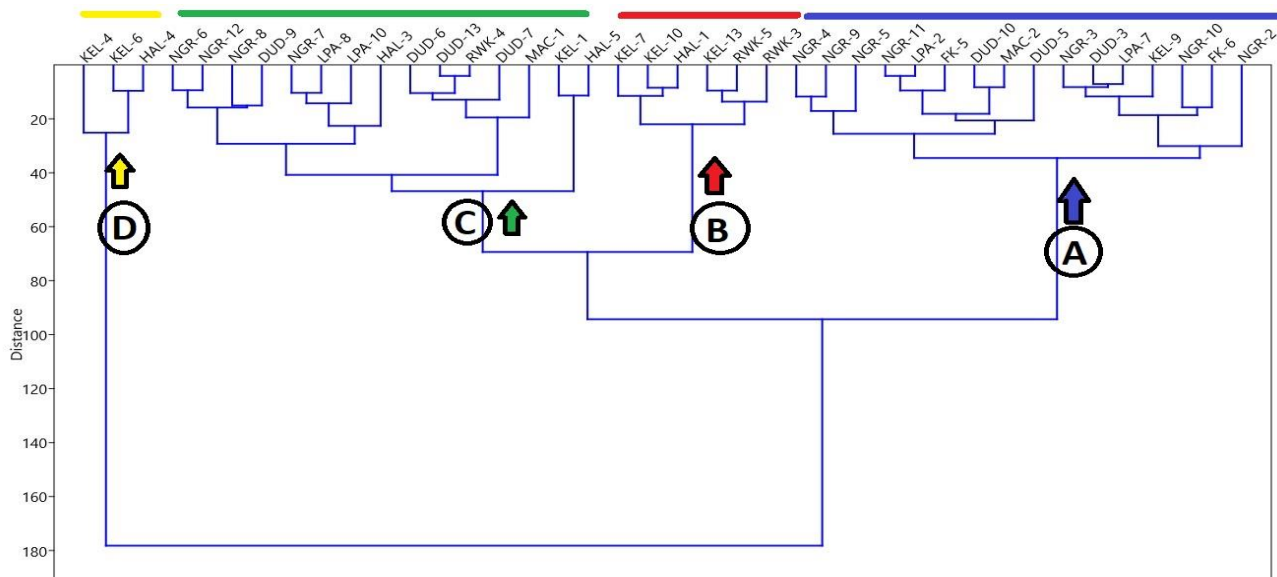 KEL-4
KEL-6
HAL-4
NGR-6
NGR-12
NGR-8
DUD-9
NGR-7
LPA-8
LPA-10
HAL-3
DUD-6
DUD-13
RWK-4
DUD-7
MAC-1
KEL-1
HAL-5
KEL-7
KEL-10
HAL-1
KEL-13
RWK-5
RWK-3
NGR-4
NGR-9
NGR-5
NGR-11
LPA-2
FK-5
DUD-10
MAC-2
DUD-5
NGR-3
DUD-3
LPA-7
KEL-9
NGR-10
FK-6
NGR-2
20
40
60
80
100
120
140
160
180
Distance
D
C
B
A